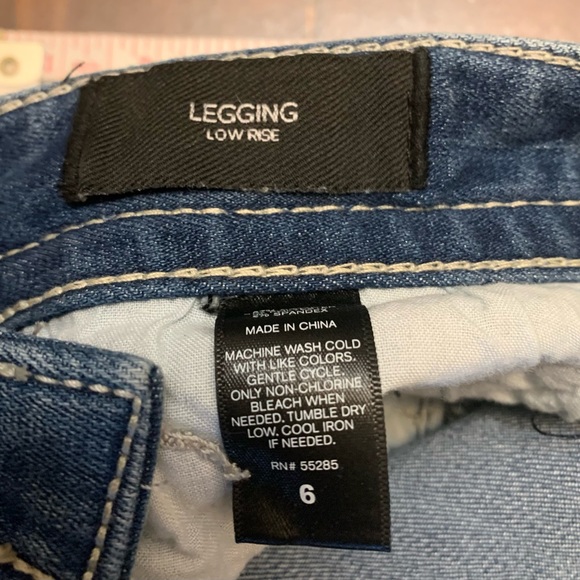 LEGGING
LOW RISE
SPANDEX
MADE IN CHINA
MACHINE WASH COLD
WITH LIKE COLORS.
GENTLE CYCLE.
ONLY NON-CHLORINE
BLEACH WHEN
NEEDED. TUMBLE DRY
LOW. COOL IRON
IF NEEDED.
RN# 55285
6